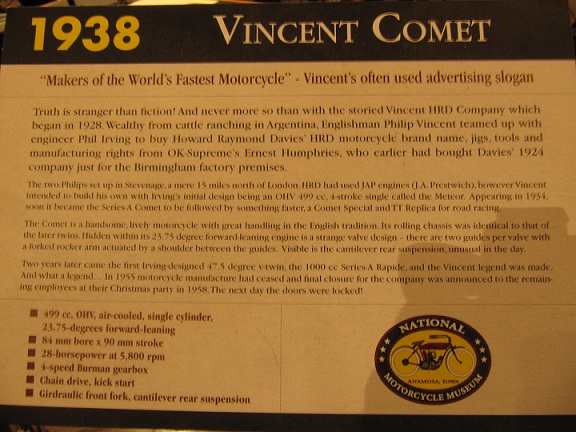 1938 VINCENT COMET
"Makers of the World's Fastest Motorcycle" - Vincent's often used advertising slogan
Truth is stranger than fiction! And never more so than with the storied Vincent HRD Company which
began in 1928. Wealthy from cattle ranching in Argentina, Englishman Philip Vincent teamed up with
engineer Phil Irving to buy Howard Raymond Davies' HRD motorcycle brand name, jigs, tools and
manufacturing rights from OK-Supreme's Ernest Humphries, who earlier had bought Davies' 1924
company just for the Birmingham factory premises.
The two Philips set up in Stevenage, a mere 15 miles north of London. HRD had used JAP engines (J.A. Prestwich), however Vincent
intended to build his own with Irving's initial design being an OHV 499 cc, 4-stroke single called the Meteor. Appearing in 1934,
soon it became the Series-A Comet to be followed by something faster, a Comet Special and TT Replica for road racing.
The Comet is a handsome, lively motorcycle with great handling in the English tradition. Its rolling chassis was identical to that of
the later twins. Hidden within its 23.75 degree forward-leaning engine is a strange valve design – there are two guides per valve with
a forked rocker arm actuated by a shoulder between the guides. Visible is the cantilever rear suspension, unusual in the day.
Two years later came the first Irving-designed 47.5 degree v-twin, the 1000 cc Series-A Rapide, and the Vincent legend was made.
And what a legend... In 1955 motorcycle manufacture had ceased and final closure for the company was announced to the remain-
ing employees at their Christmas party in 1958. The next day the doors were locked!
499 cc, OHV, air-cooled, single cylinder,
23.75-degrees forward-leaning
84 mm bore x 90 mm stroke
28-horsepower at 5,800 rpm
4-speed Burman gearbox
Chain drive, kick start
Girdraulic front fork, cantilever rear suspension
NATIONAL
ANAMOSA, IOWA
MOTORCYCLE MUSEUM